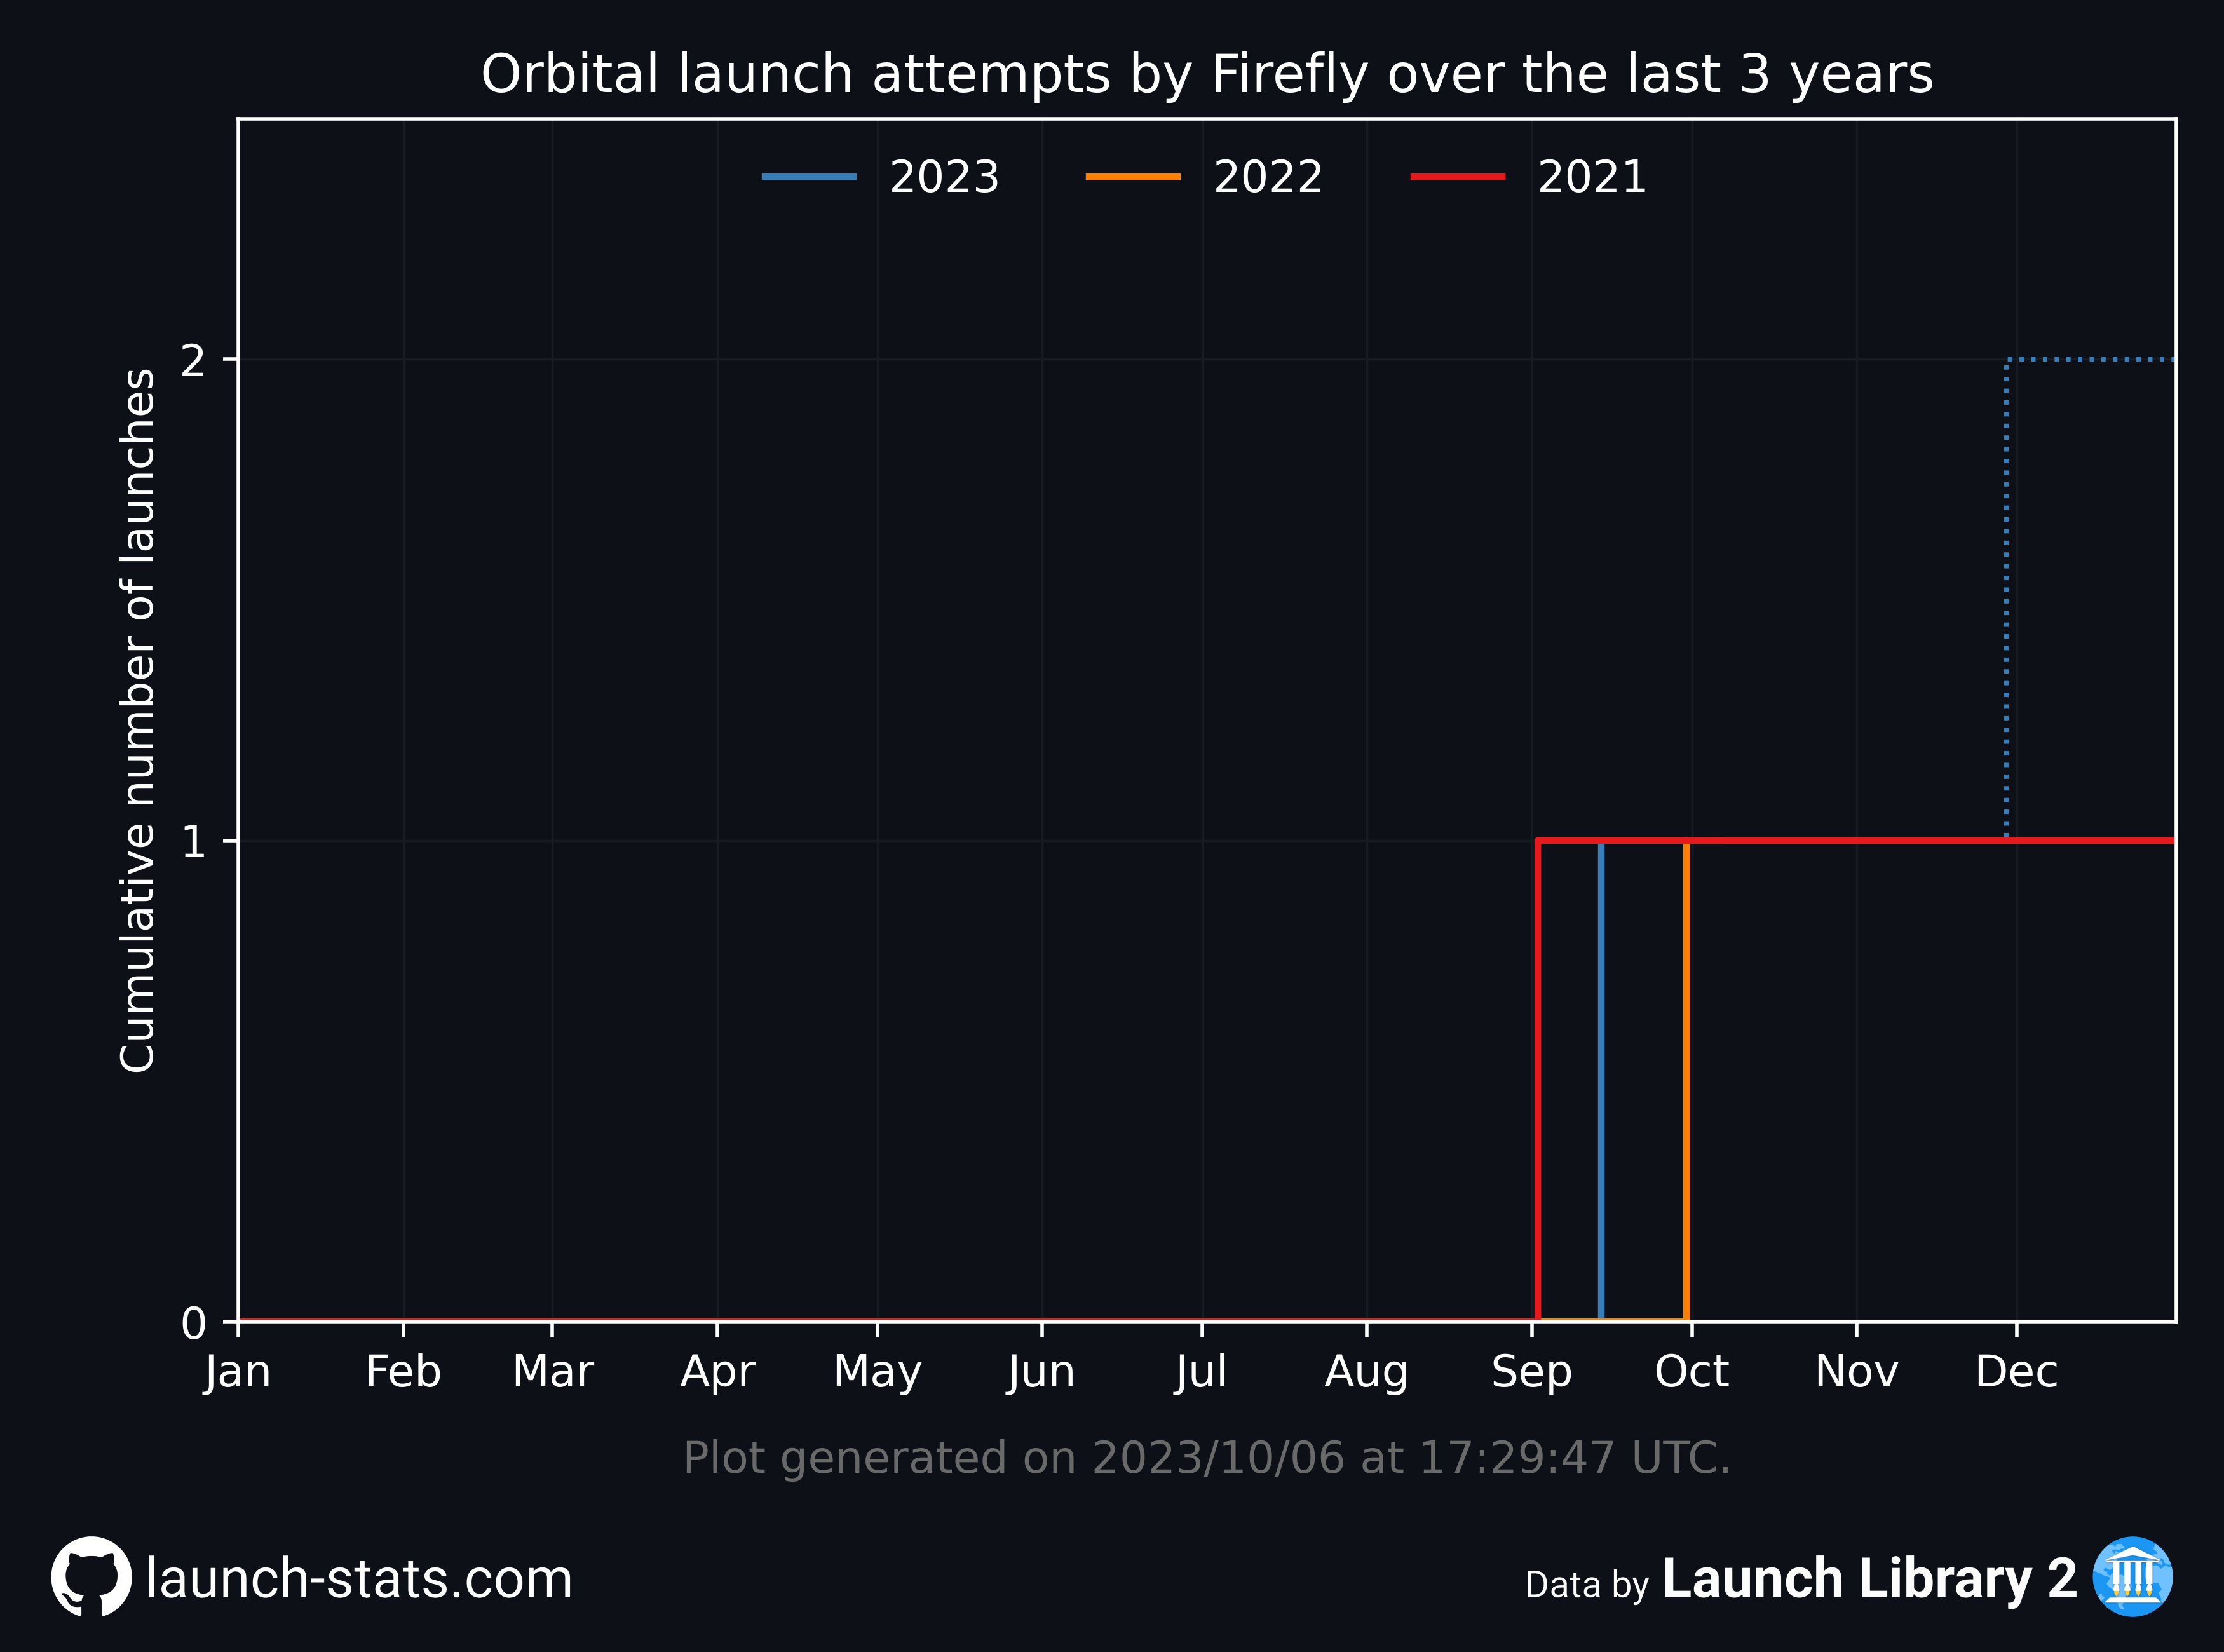 Orbital launch attempts by Firefly over the last 3 years
2023 2022 2021
Cumulative number of launches
2
1
0
Jan Feb Mar Apr May Jun Jul Aug Sep Oct Nov Dec
Plot generated on 2023/10/06 at 17:29:47 UTC.
launch-stats.com
Data by Launch Library 2